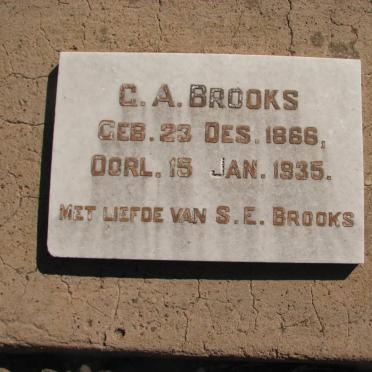 C. A. BROOKS
GEB. 23 DES. 1866,
OORL. 15 JAN. 1935.
MET LIEFDE VAN S. E. BROOKS